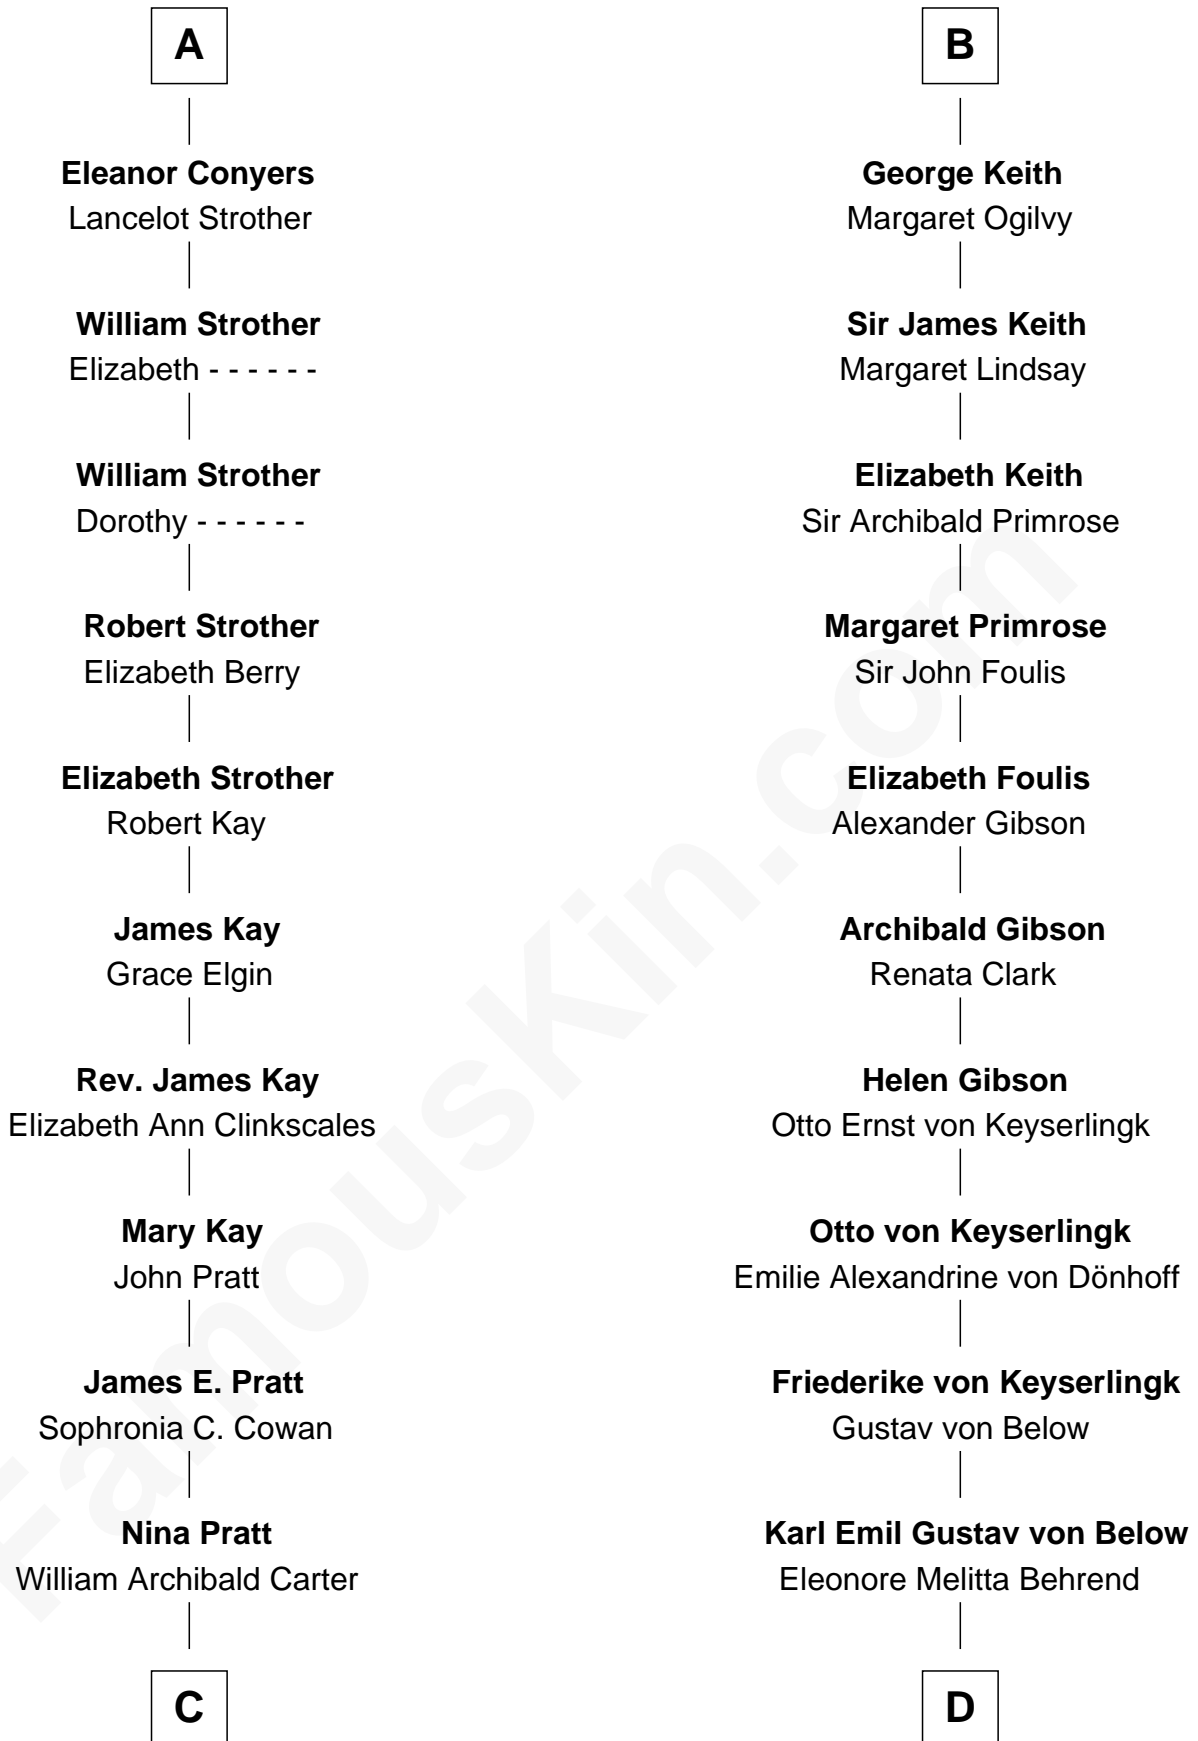 A
Eleanor Conyers
Lancelot Strother
William Strother
Elizabeth - - - - - -
William Strother
Dorothy - - - - - -
Robert Strother
Elizabeth Berry
Elizabeth Strother
Robert Kay
James Kay
Grace Elgin
Rev. James Kay
Elizabeth Ann Clinkscales
Mary Kay
John Pratt
James E. Pratt
Sophronia C. Cowan
Nina Pratt
William Archibald Carter
C
B
George Keith
Margaret Ogilvy
Sir James Keith
Margaret Lindsay
Elizabeth Keith
Sir Archibald Primrose
Margaret Primrose
Sir John Foulis
Elizabeth Foulis
Alexander Gibson
Archibald Gibson
Renata Clark
Helen Gibson
Otto Ernst von Keyserlingk
Otto von Keyserlingk
Emilie Alexandrine von Dönhoff
Friederike von Keyserlingk
Gustav von Below
Karl Emil Gustav von Below
Eleonore Melitta Behrend
D
FamousKin.com